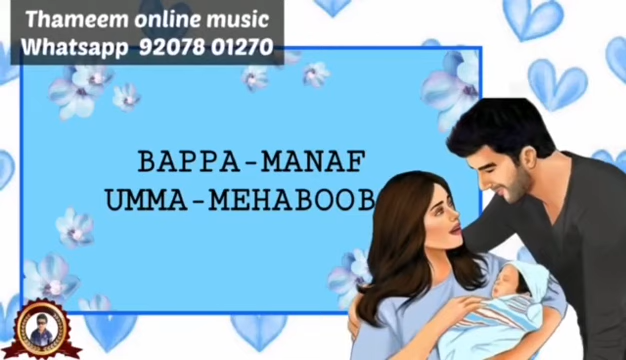 Thameem online music
Whatsapp 92078 01270
BAPPA-MANAF
UMMA-MEHABOOB